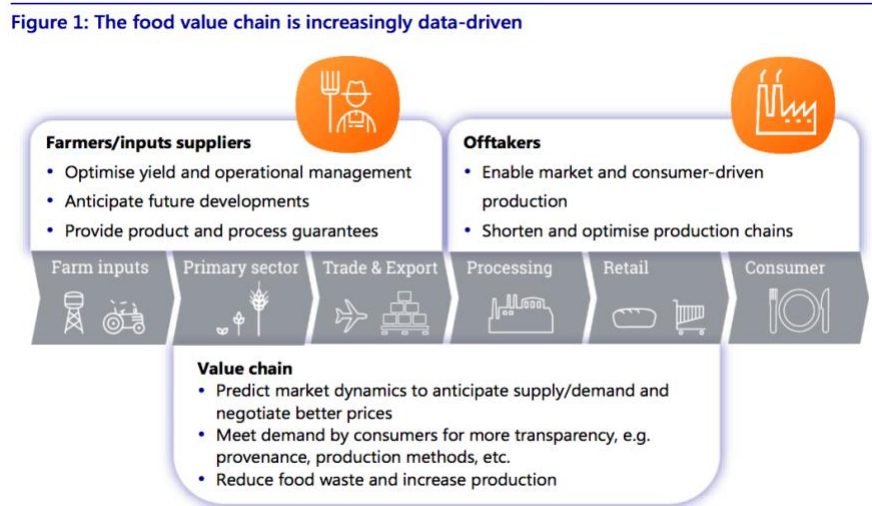 Figure 1: The food value chain is increasingly data-driven
Farmers/inputs suppliers
• Optimise yield and operational management
• Anticipate future developments
• Provide product and process guarantees
Offtakers
• Enable market and consumer-driven
production
• Shorten and optimise production chains
Farm inputs
Primary sector
Trade & Export
Processing
Retail
Consumer
Value chain
• Predict market dynamics to anticipate supply/demand and
negotiate better prices
• Meet demand by consumers for more transparency, e.g.
provenance, production methods, etc.
• Reduce food waste and increase production